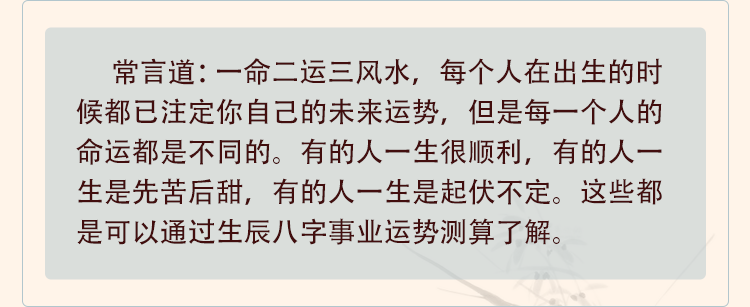 常言道：一命二运三风水，每个人在出生的时
候都已注定你自己的未来运势，但是每一个人的
命运都是不同的。有的人一生很顺利，有的人一
生是先苦后甜，有的人一生是起伏不定。这些都
是可以通过生辰八字事业运势测算了解。